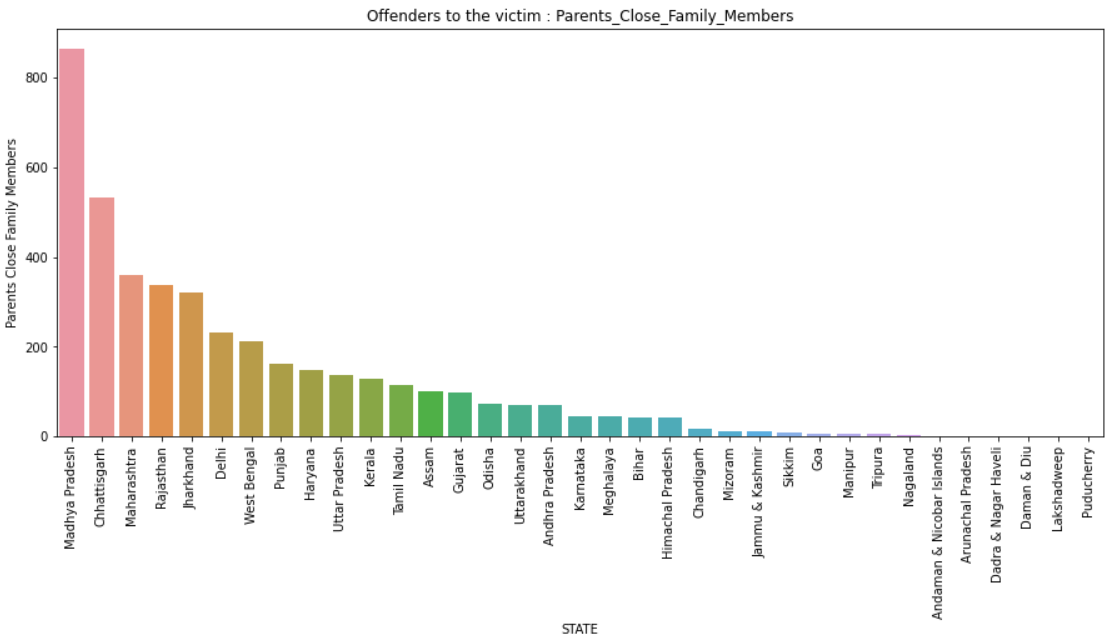 Offenders to the victim : Parents_Close_Family_Members
Parents Close Family Members
800
600
400
200
0
Madhya Pradesh
Chhattisgarh
Maharashtra
Rajasthan
Jharkhand
Delhi
West Bengal
Punjab
Haryana
Uttar Pradesh
Kerala
Tamil Nadu
Assam
Gujarat
Odisha
Uttarakhand
Andhra Pradesh
Karnataka
Meghalaya
Bihar
Himachal Pradesh
Chandigarh
Mizoram
Jammu & Kashmir
Sikkim
Goa
Manipur
Tripura
Nagaland
Andaman & Nicobar Islands
Arunachal Pradesh
Dadra & Nagar Haveli
Daman & Diu
Lakshadweep
Puducherry
STATE